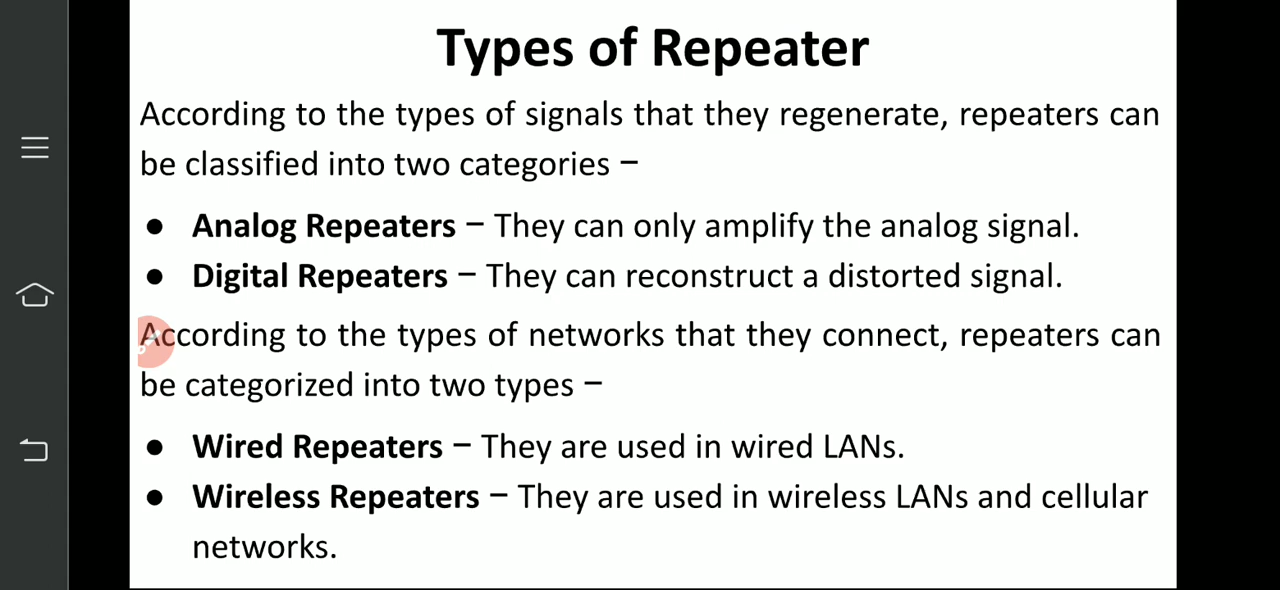 Types of Repeater
According to the types of signals that they regenerate, repeaters can
be classified into two categories –
● Analog Repeaters – They can only amplify the analog signal.
● Digital Repeaters – They can reconstruct a distorted signal.
According to the types of networks that they connect, repeaters can
be categorized into two types –
● Wired Repeaters – They are used in wired LANs.
● Wireless Repeaters – They are used in wireless LANs and cellular
networks.